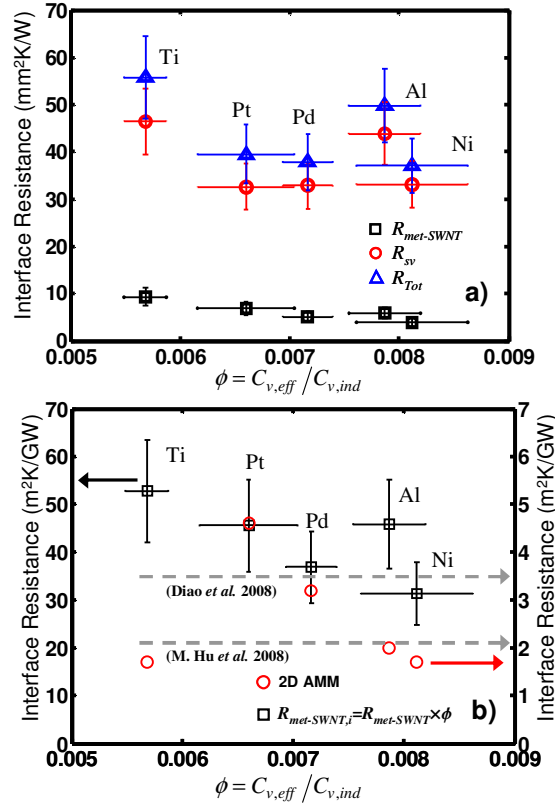 70
60
50
40
30
20
10
0
Interface Resistance (mm²K/W)
Ti
Pt
Pd
Al
Ni
R_met-SWNT
R_sv
R_Tot
a)
0.005 0.006 0.007 0.008 0.009
ϕ = C_v,eff / C_v,ind
70 7
60 6
50 5
40 4
30 3
20 2
10 1
0 0
Interface Resistance (m²K/GW)
Interface Resistance (m²K/GW)
Ti
Pt
Pd
Al
Ni
(Diao et al. 2008)
(M. Hu et al. 2008)
2D AMM
R_met-SWNT,i=R_met-SWNT×ϕ
b)
0.005 0.006 0.007 0.008 0.009
ϕ = C_v,eff / C_v,ind